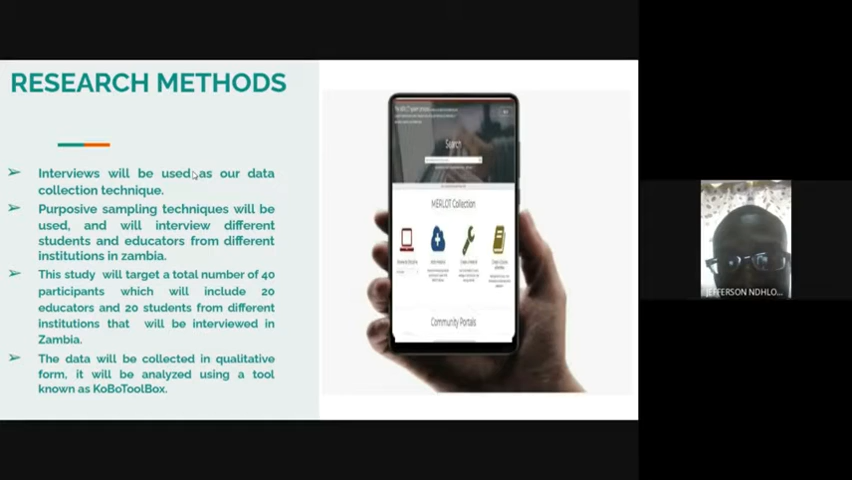 RESEARCH METHODS
➢ Interviews will be used as our data
collection technique.
➢ Purposive sampling techniques will be
used, and will interview different
students and educators from different
institutions in zambia.
➢ This study will target a total number of 40
participants which will include 20
educators and 20 students from different
institutions that will be interviewed in
Zambia.
➢ The data will be collected in qualitative
form, it will be analyzed using a tool
known as KoBoToolBox.
Search
MERLOT Collection
Community Portals
JEFFERSON NDHLO...